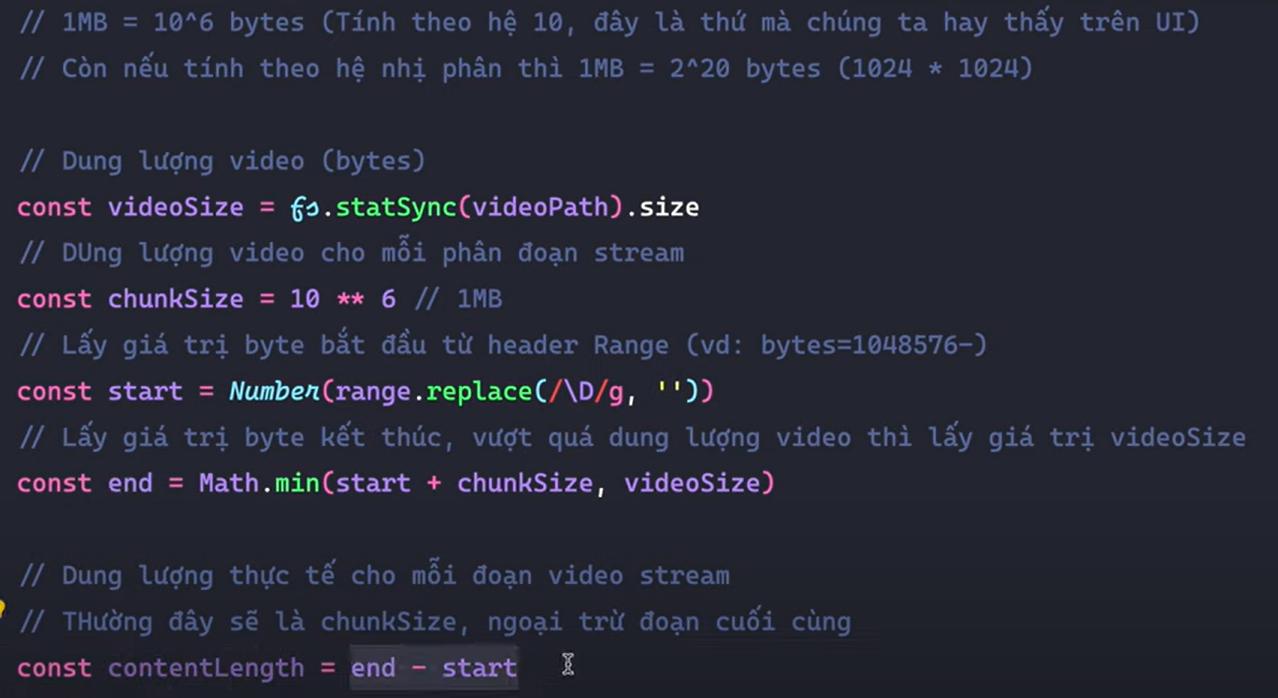 // 1MB = 10^6 bytes (Tính theo hệ 10, đây là thứ mà chúng ta hay thấy trên UI)
// Còn nếu tính theo hệ nhị phân thì 1MB = 2^20 bytes (1024 * 1024)
// Dung lượng video (bytes)
const videoSize = fs.statSync(videoPath).size
// DUng lượng video cho mỗi phân đoạn stream
const chunkSize = 10 ** 6 // 1MB
// Lấy giá trị byte bắt đầu từ header Range (vd: bytes=1048576-)
const start = Number(range.replace(/\D/g, ''))
// Lấy giá trị byte kết thúc, vượt quá dung lượng video thì lấy giá trị videoSize
const end = Math.min(start + chunkSize, videoSize)
// Dung lượng thực tế cho mỗi đoạn video stream
// THường đây sẽ là chunkSize, ngoại trừ đoạn cuối cùng
const contentLength = end - start